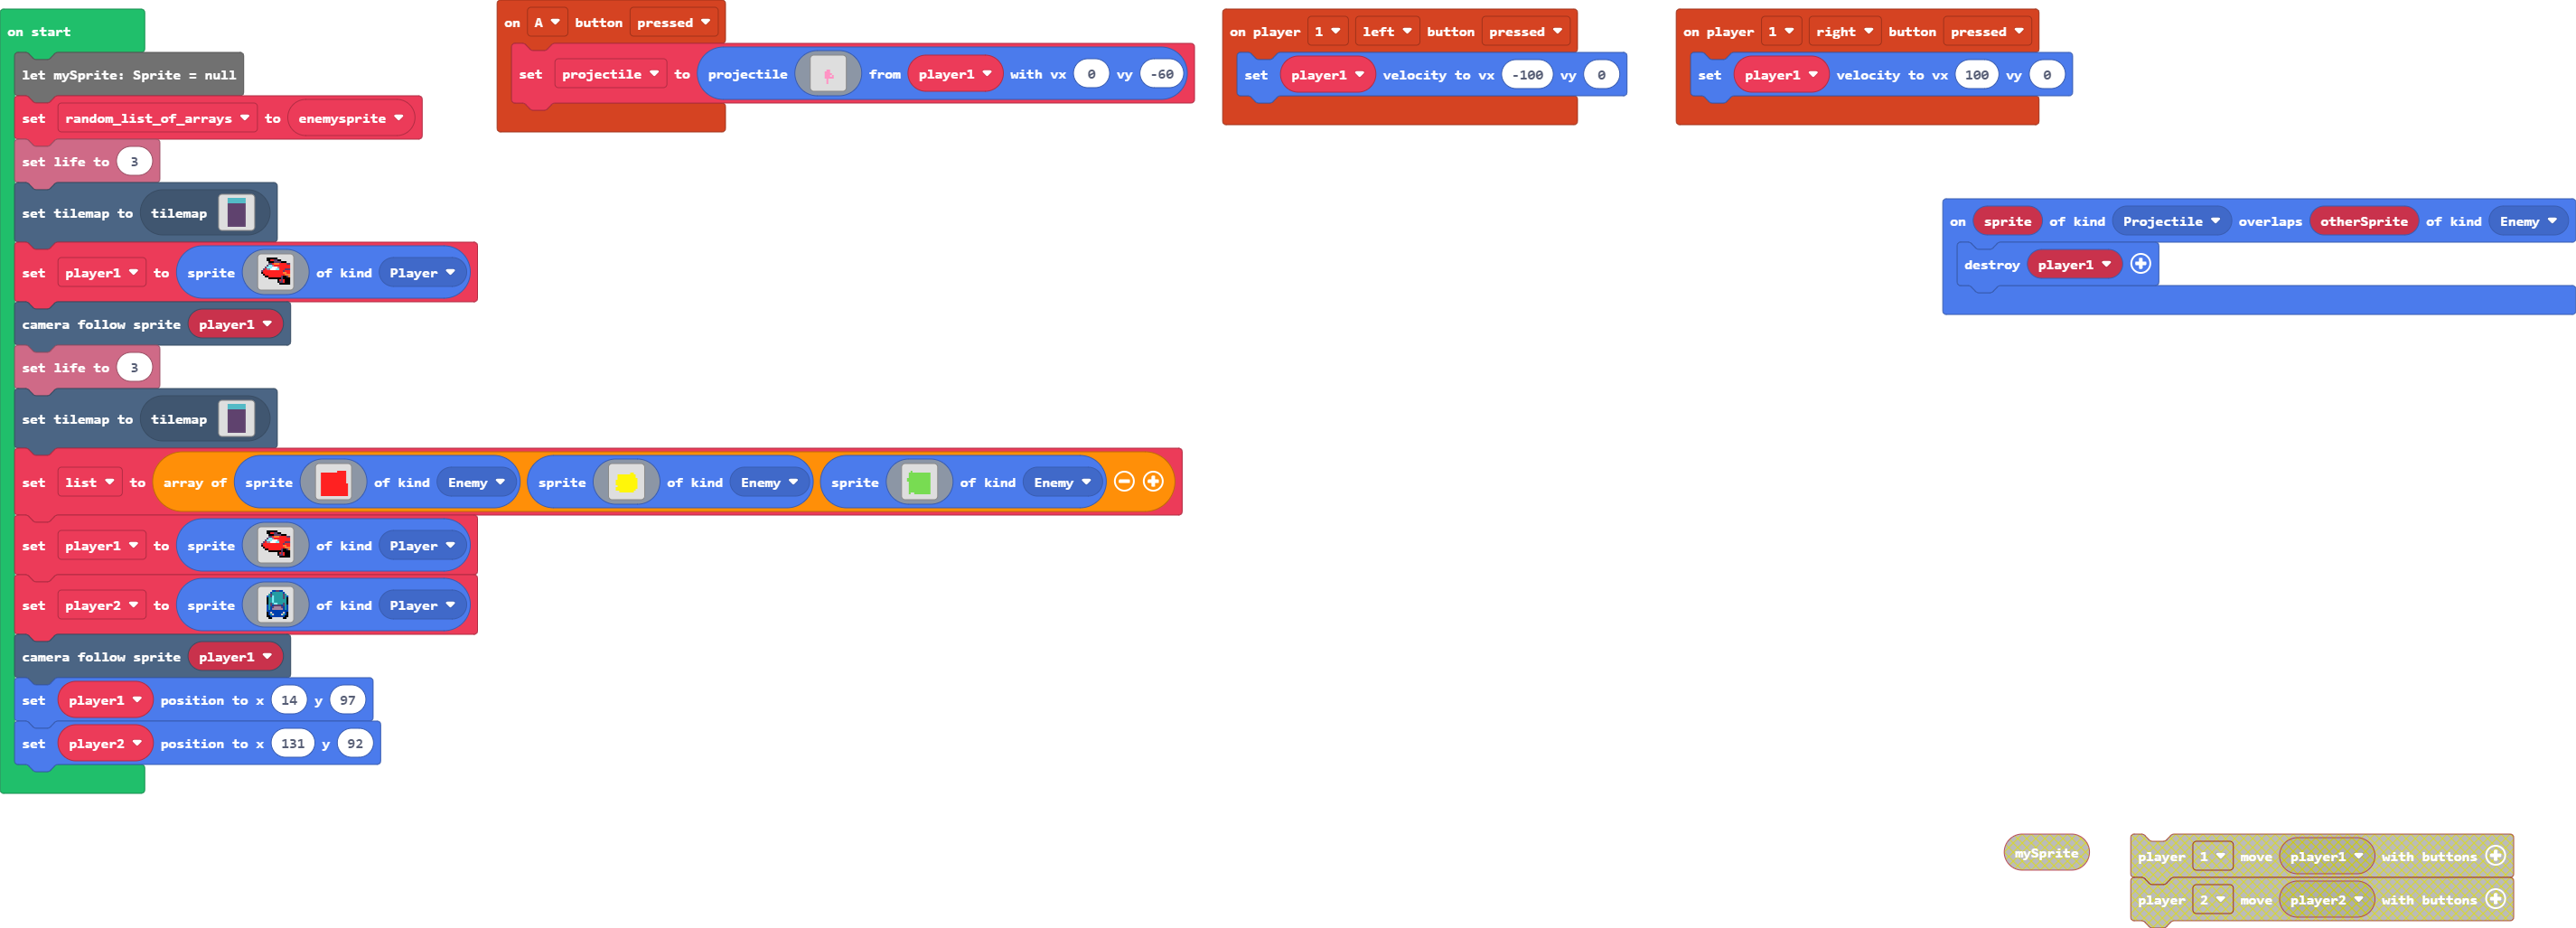 on start
let mySprite: Sprite = null
set random_list_of_arrays to enemysprite
set life to 3
set tilemap to tilemap
set player1 to sprite of kind Player
camera follow sprite player1
set life to 3
set tilemap to tilemap
set list to array of sprite of kind Enemy sprite of kind Enemy sprite of kind Enemy
set player1 to sprite of kind Player
set player2 to sprite of kind Player
camera follow sprite player1
set player1 position to x 14 y 97
set player2 position to x 131 y 92
on A button pressed
set projectile to projectile from player1 with vx 0 vy -60
on player 1 left button pressed
set player1 velocity to vx -100 vy 0
on player 1 right button pressed
set player1 velocity to vx 100 vy 0
on sprite of kind Projectile overlaps otherSprite of kind Enemy
destroy player1
mySprite
player 1 move player1 with buttons
player 2 move player2 with buttons